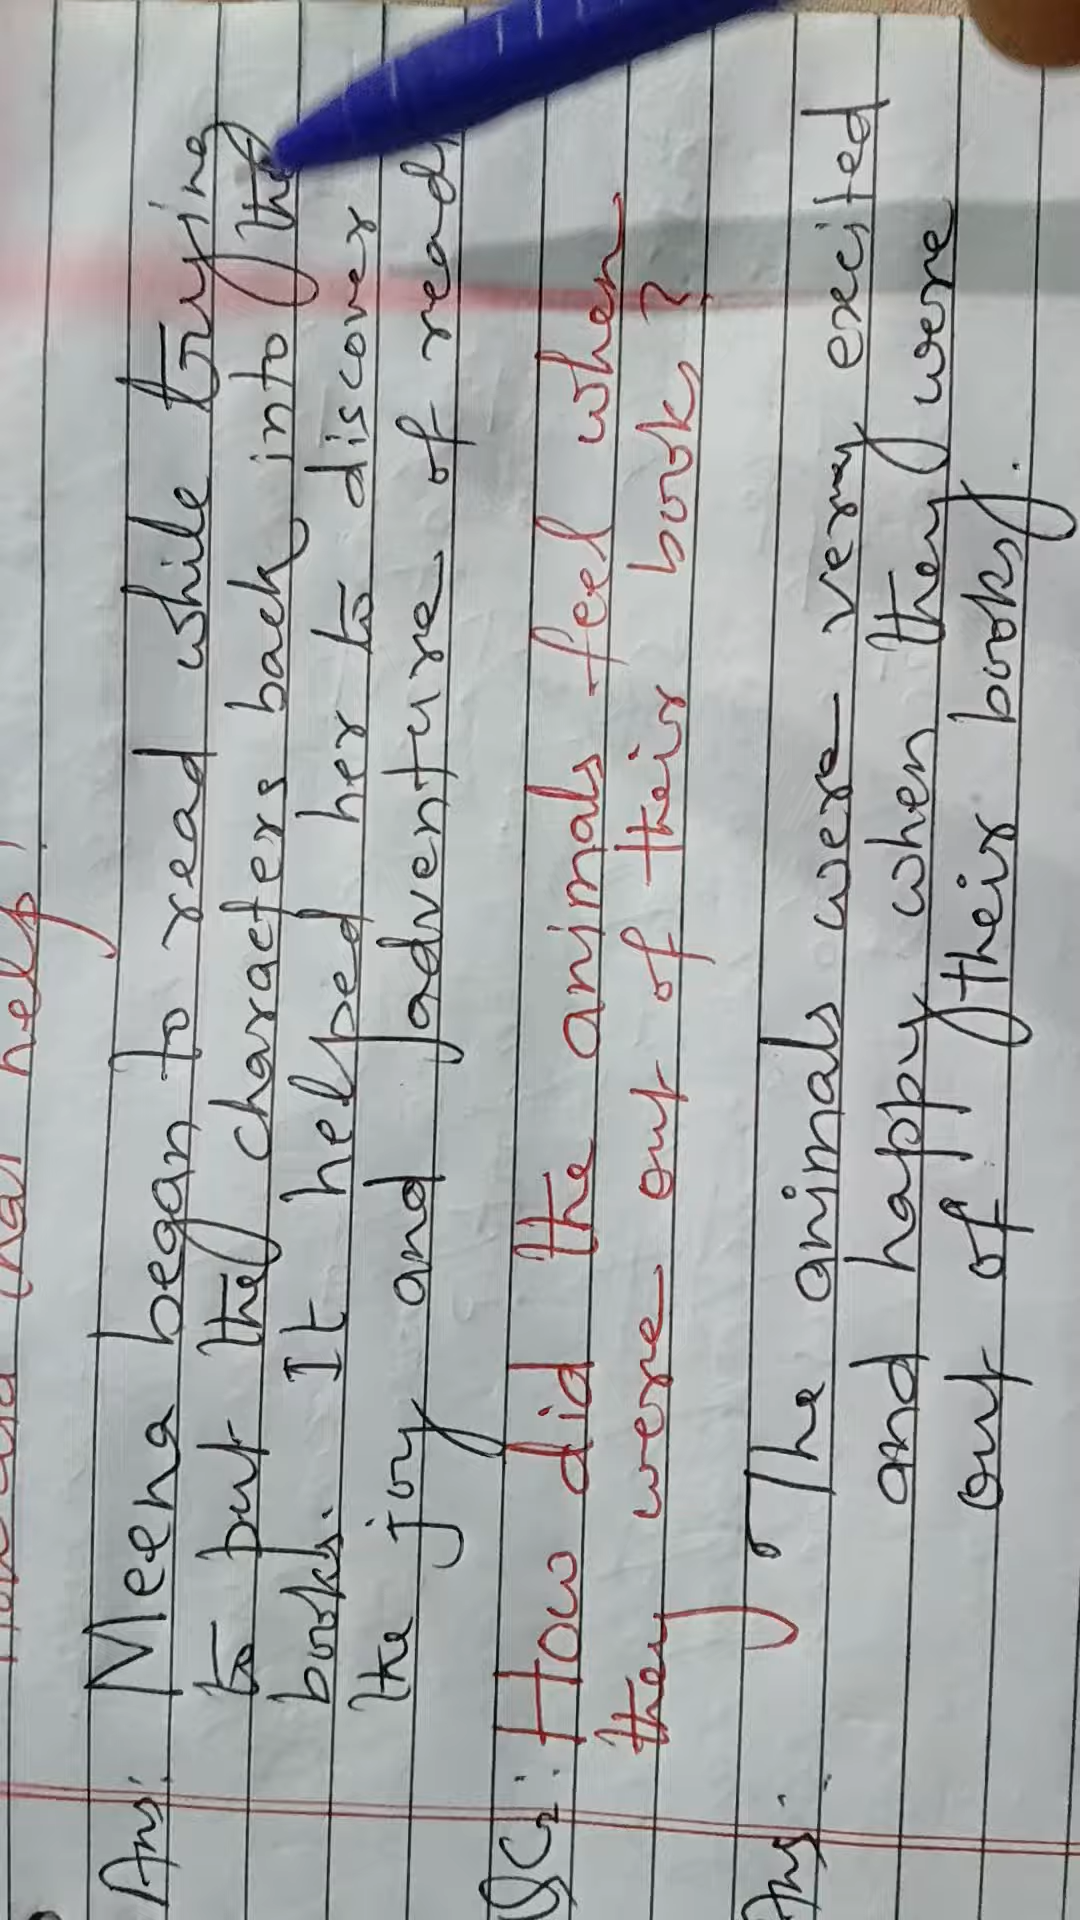 that help
Ans: Meena began to read while trying
to put the characters back into the
books. It helped her to discover
the joy and adventure of read
Q2: How did the animals feel when
they were out of their book?
Ans: The animals were very excited
and happy when they were
out of their books.